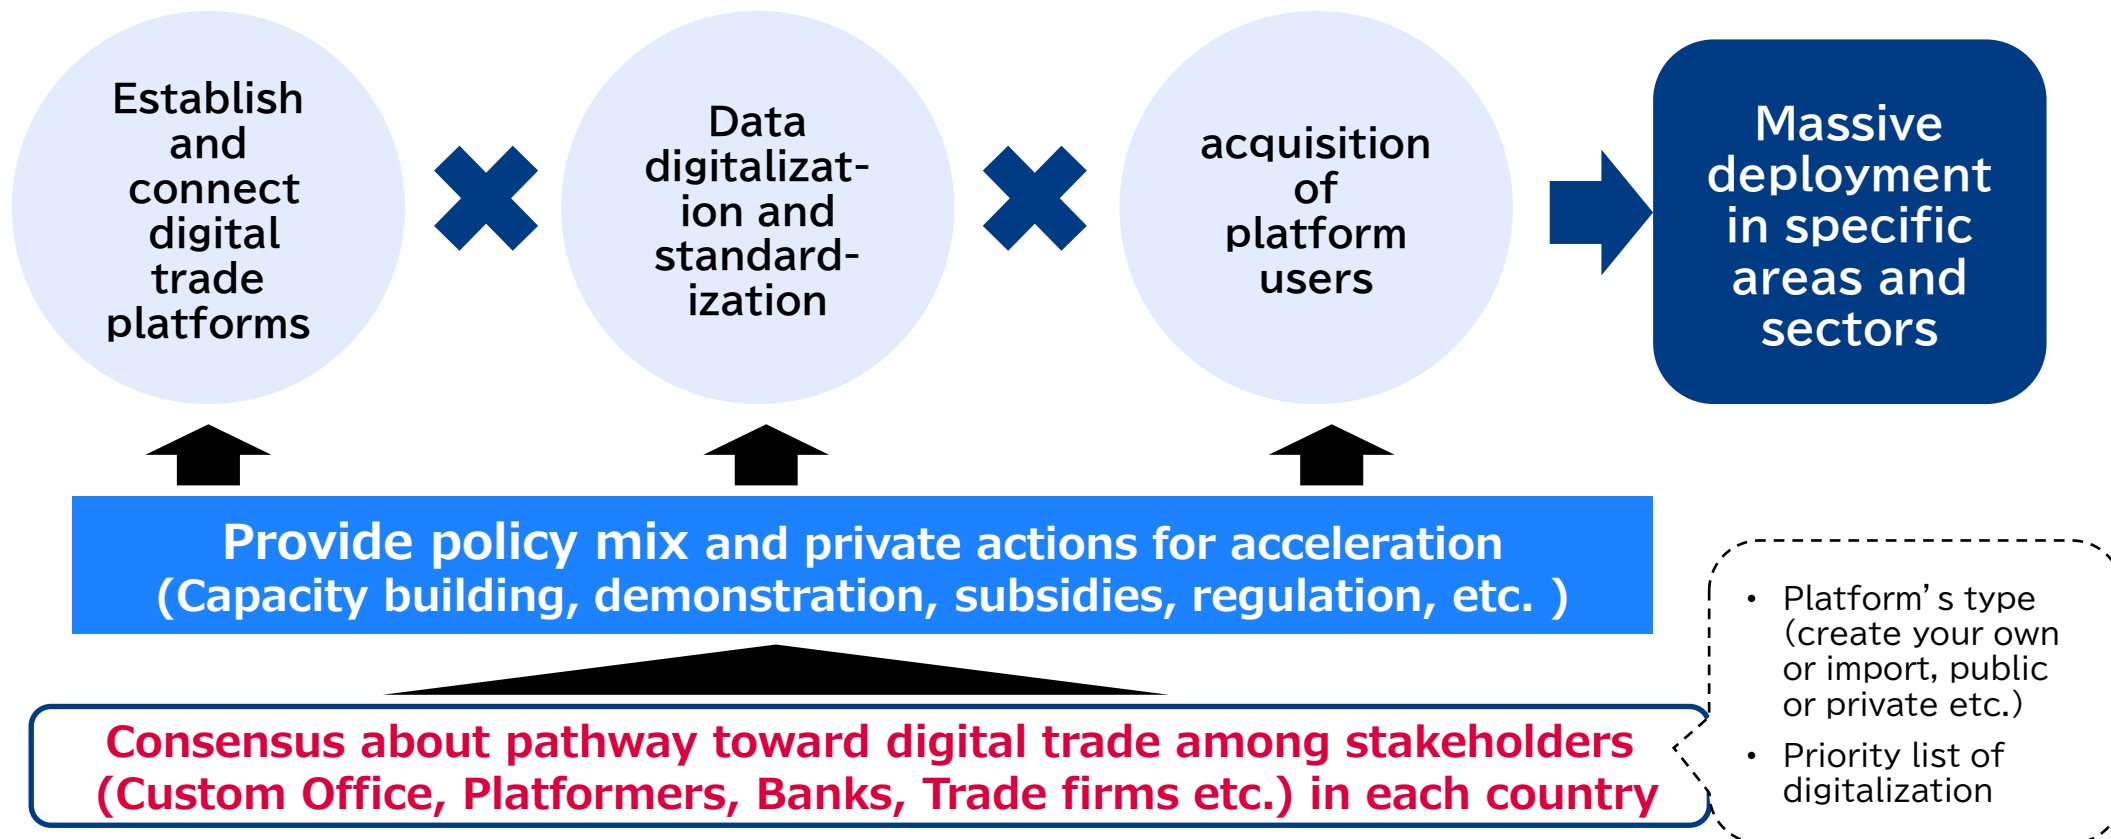 Establish
and
connect
digital
trade
platforms
Data
digitalizat-
ion and
standard-
ization
acquisition
of
platform
users
Massive
deployment
in specific
areas and
sectors
Provide policy mix and private actions for acceleration
(Capacity building, demonstration, subsidies, regulation, etc. )
Consensus about pathway toward digital trade among stakeholders
(Custom Office, Platformers, Banks, Trade firms etc.) in each country
• Platform's type
(create your own
or import, public
or private etc.)
• Priority list of
digitalization